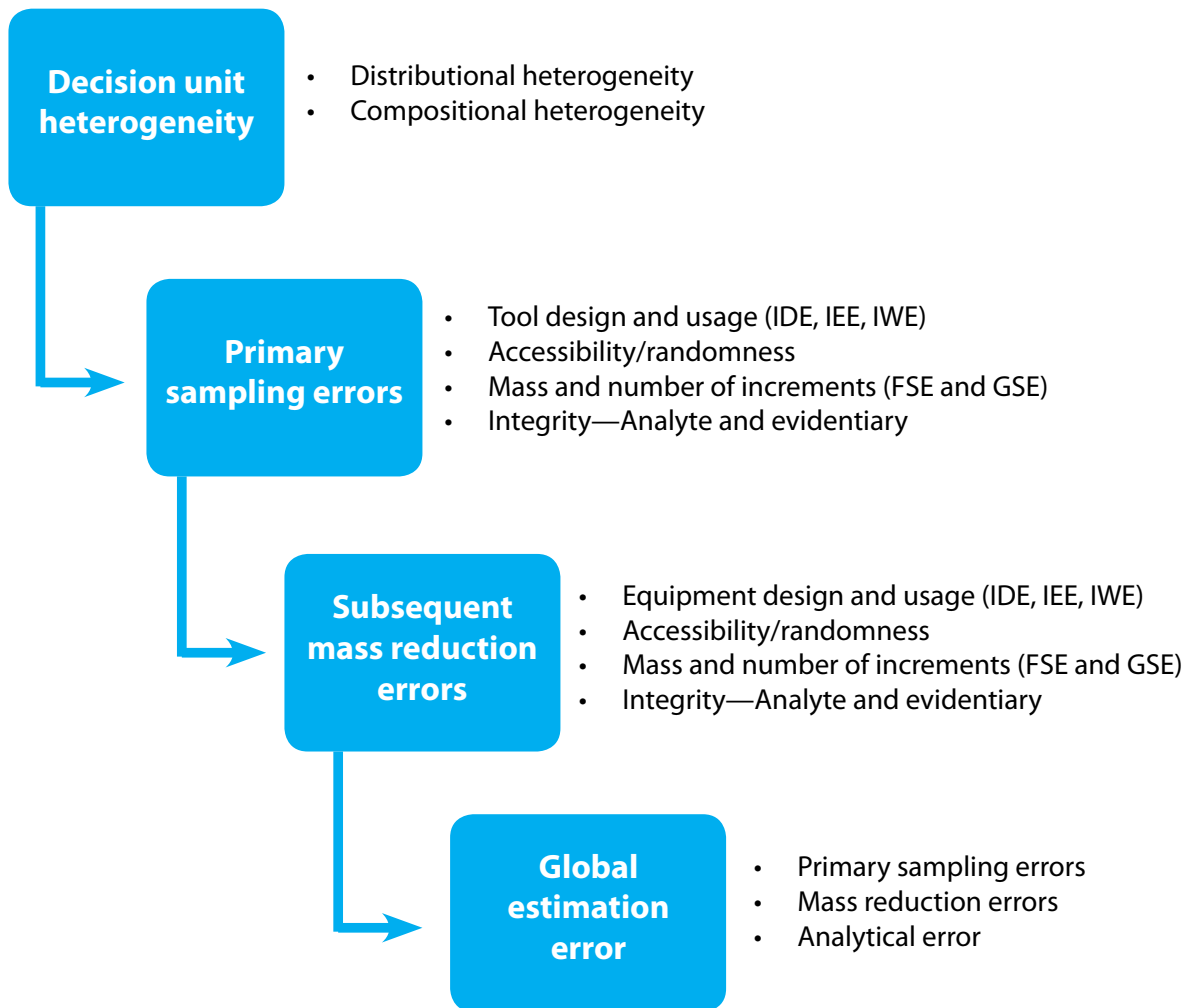 Decision unit
heterogeneity
• Distributional heterogeneity
• Compositional heterogeneity
Primary
sampling errors
• Tool design and usage (IDE, IEE, IWE)
• Accessibility/randomness
• Mass and number of increments (FSE and GSE)
• Integrity—Analyte and evidentiary
Subsequent
mass reduction
errors
• Equipment design and usage (IDE, IEE, IWE)
• Accessibility/randomness
• Mass and number of increments (FSE and GSE)
• Integrity—Analyte and evidentiary
Global
estimation
error
• Primary sampling errors
• Mass reduction errors
• Analytical error